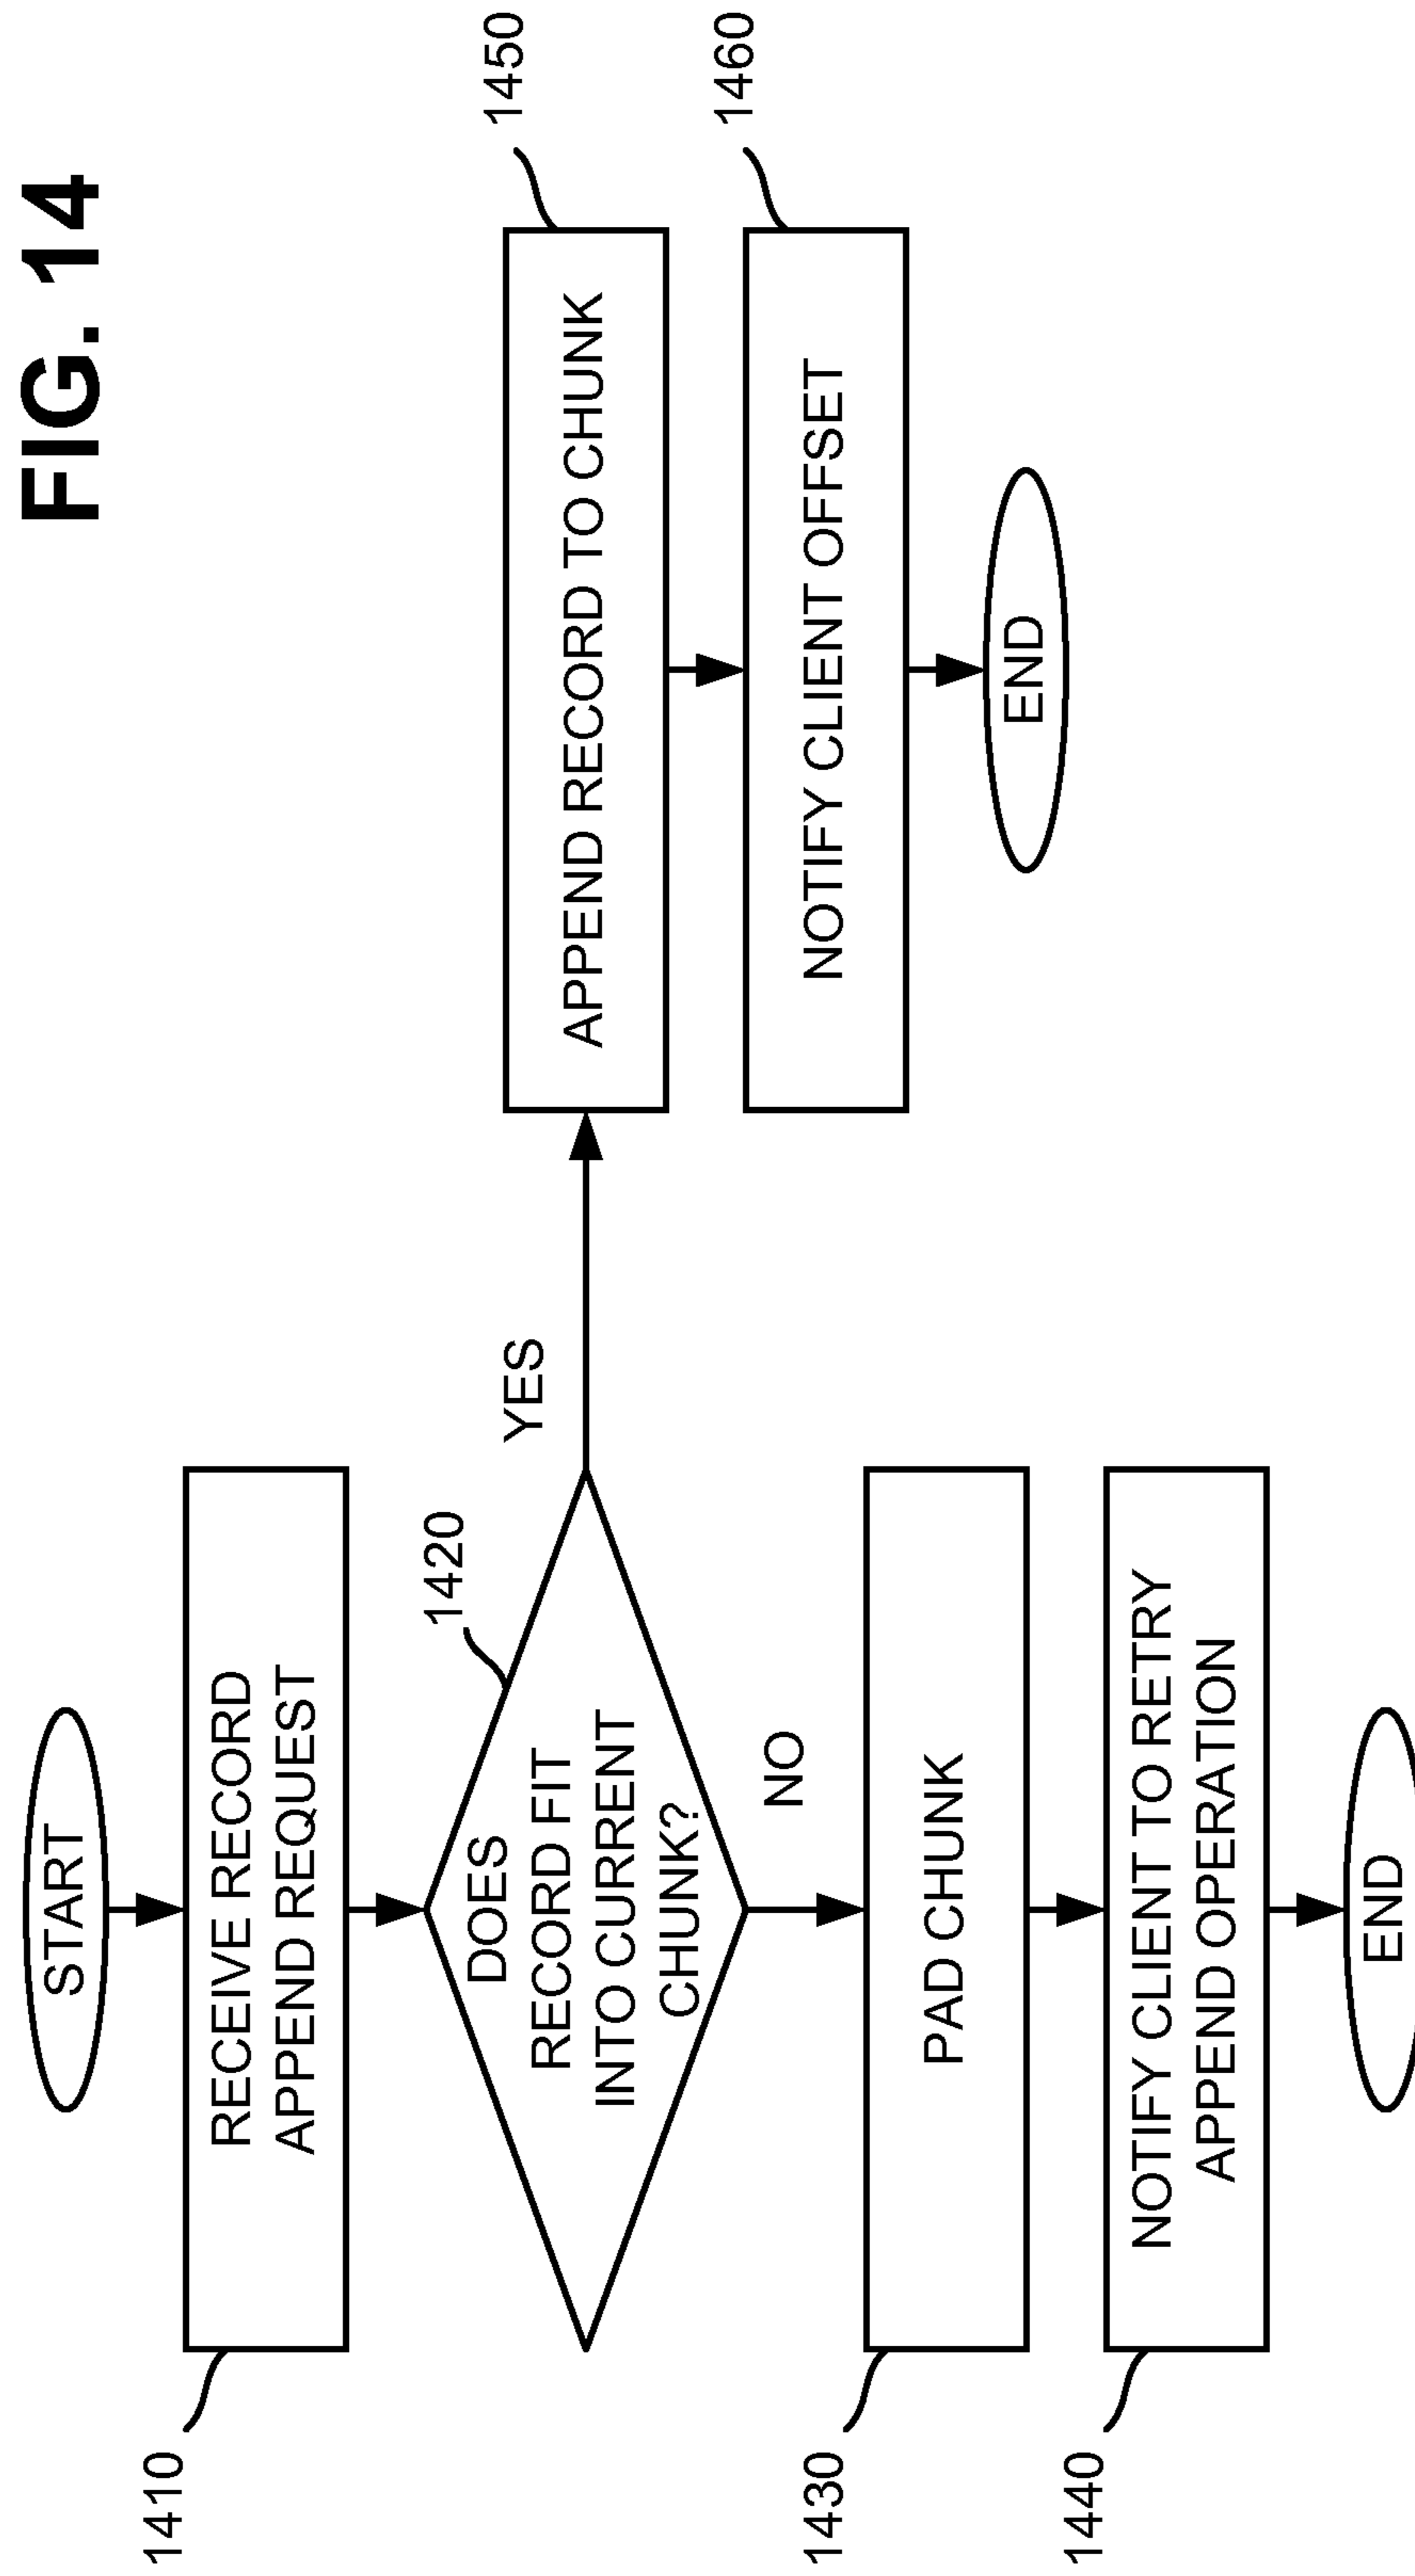 FIG. 14
START
1410
RECEIVE RECORD
APPEND REQUEST
1420
DOES
RECORD FIT
INTO CURRENT
CHUNK?
YES
1450
APPEND RECORD TO CHUNK
1460
NOTIFY CLIENT OFFSET
END
NO
1430
PAD CHUNK
1440
NOTIFY CLIENT TO RETRY
APPEND OPERATION
END